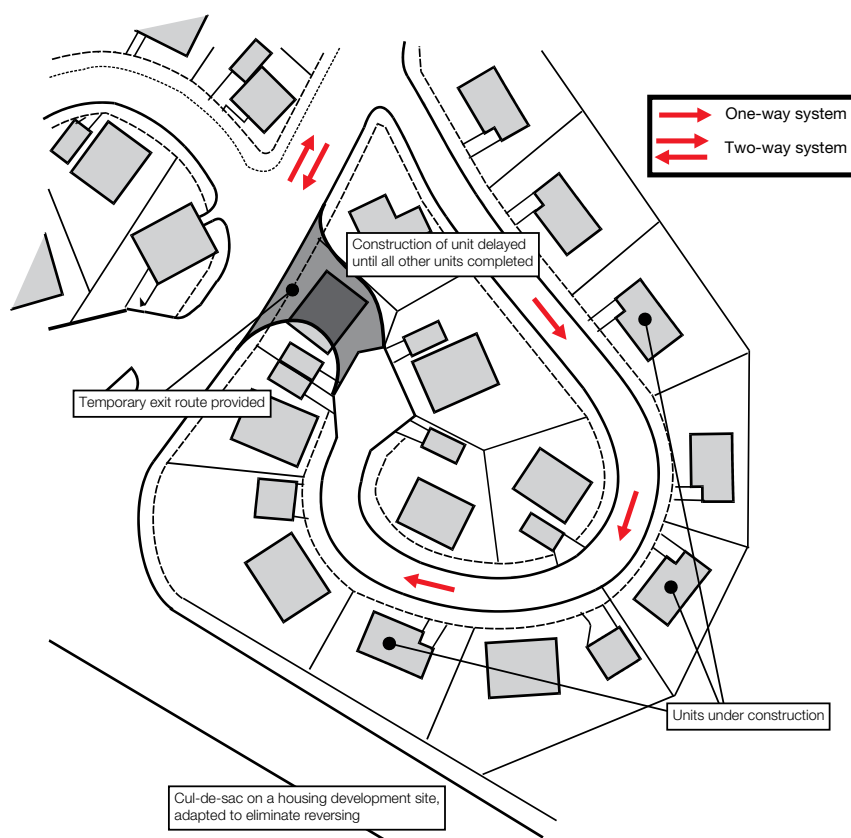 One-way system
Two-way system
Construction of unit delayed
until all other units completed
Temporary exit route provided
Units under construction
Cul-de-sac on a housing development site,
adapted to eliminate reversing